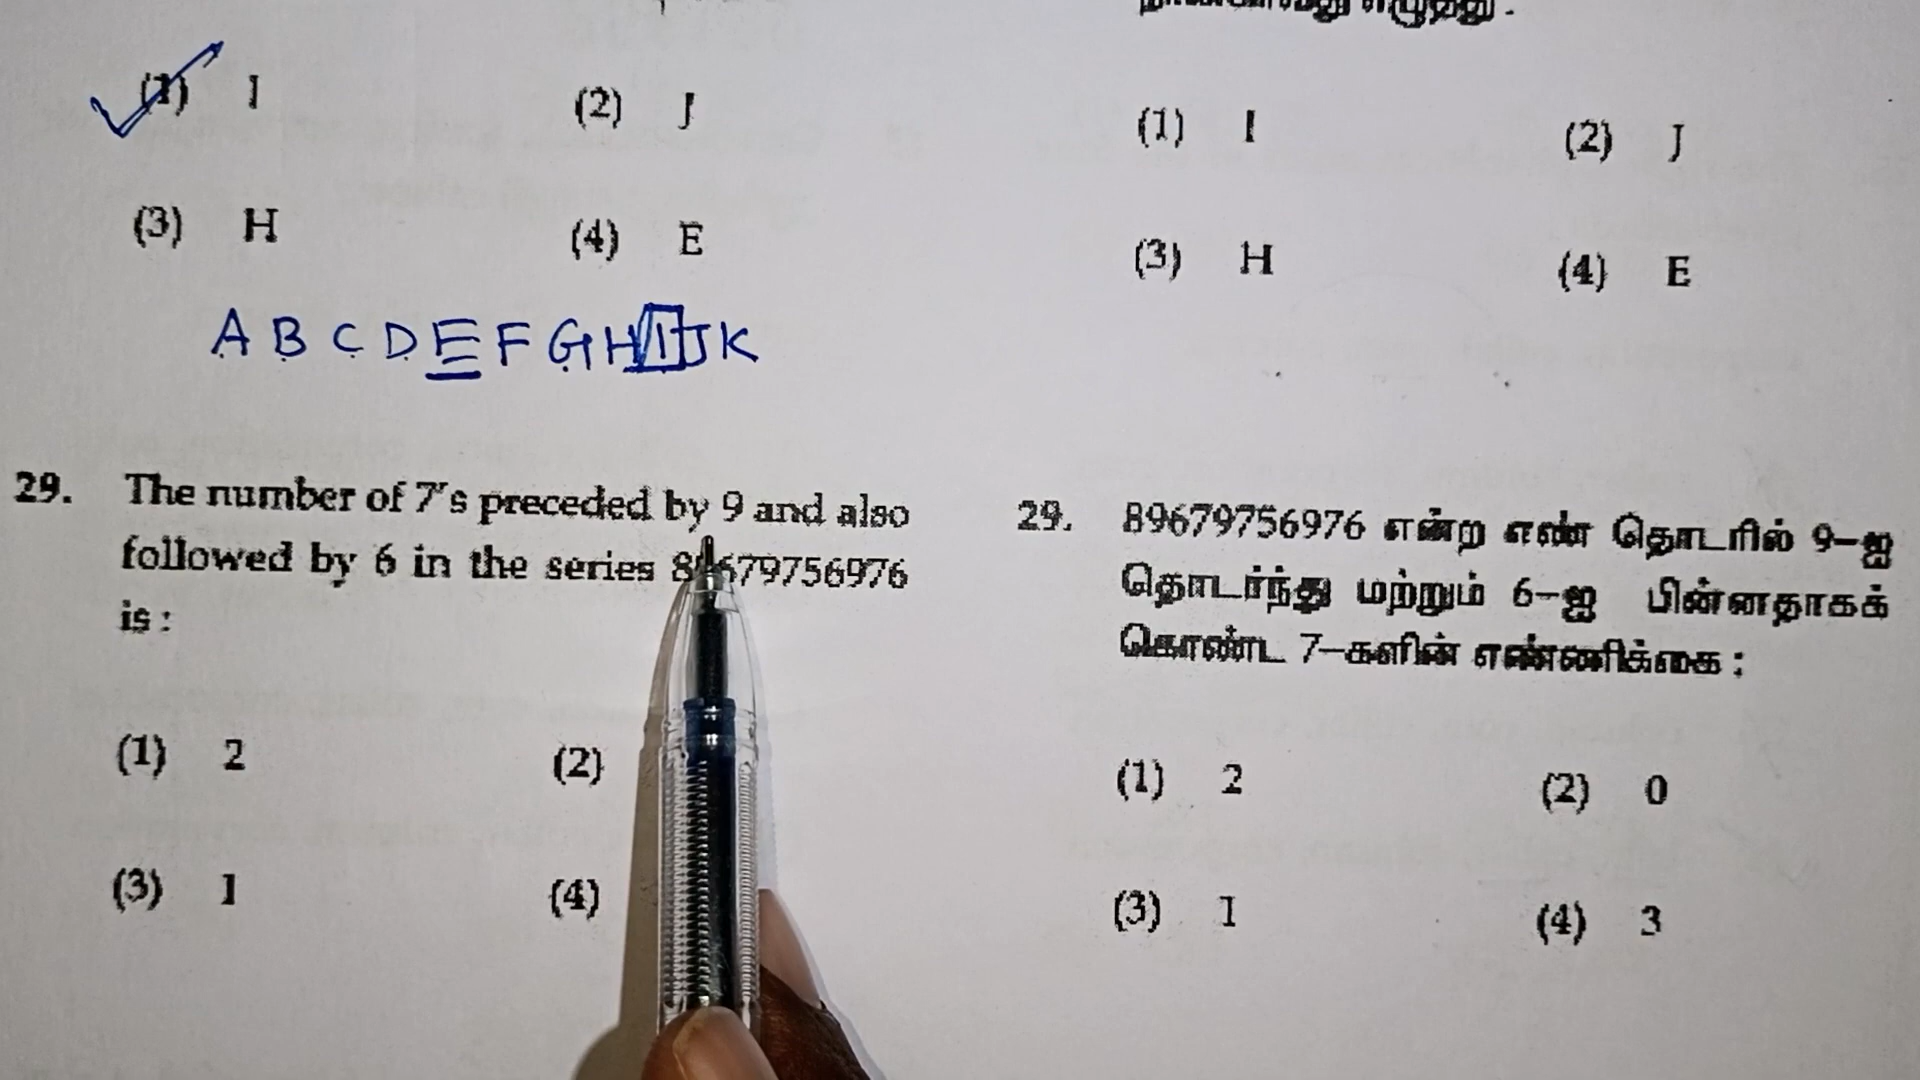 எழுத்து .
(1) I (2) J
(3) H (4) E
A B C D E F G H I J K
29. The number of 7's preceded by 9 and also
followed by 6 in the series 89679756976
is :
(1) 2 (2)
(3) 1 (4)
(1) I (2) J
(3) H (4) E
29. 89679756976 என்ற எண் தொடரில் 9-ஐ
தொடர்ந்து மற்றும் 6-ஐ பின்னதாகக்
கொண்ட 7-களின் எண்ணிக்கை :
(1) 2 (2) 0
(3) 1 (4) 3